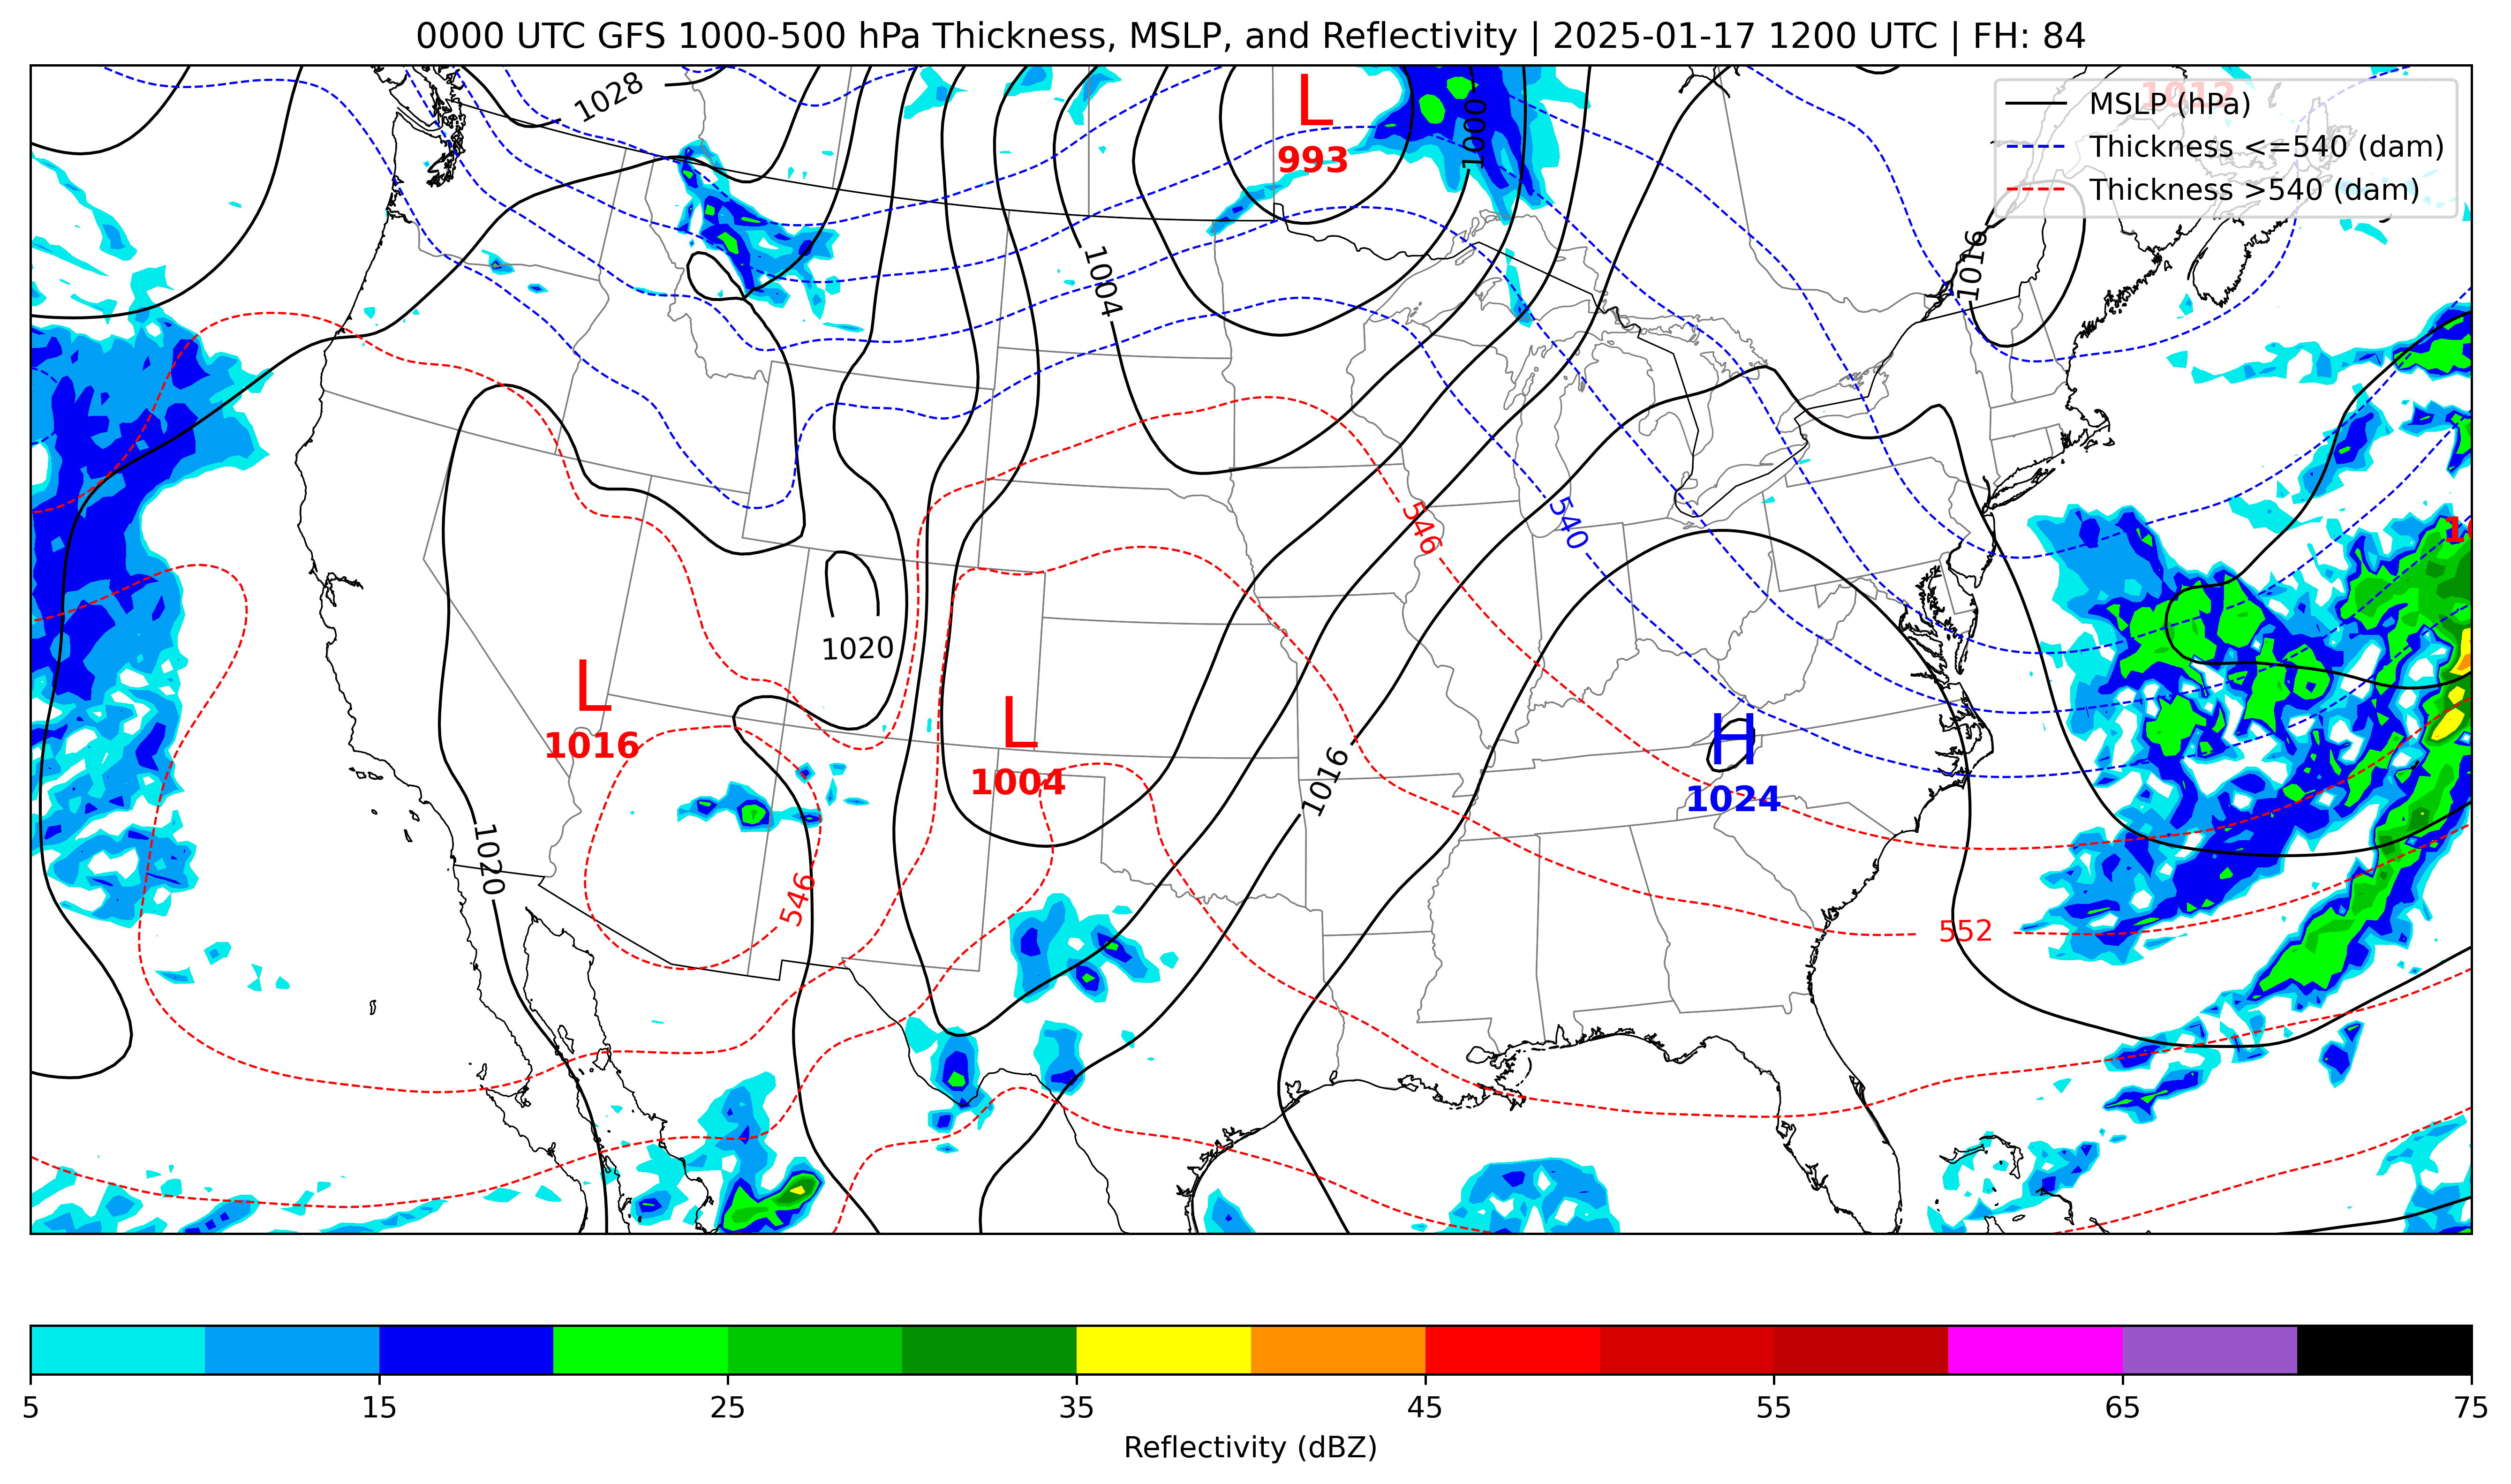 0000 UTC GFS 1000-500 hPa Thickness, MSLP, and Reflectivity | 2025-01-17 1200 UTC | FH: 84
1028
L
993
1000
1012
MSLP (hPa)
Thickness <=540 (dam)
Thickness >540 (dam)
1004
1016
546
540
1020
L
1016
L
1004
1016
H
1024
1020
546
552
5 15 25 35 45 55 65 75
Reflectivity (dBZ)